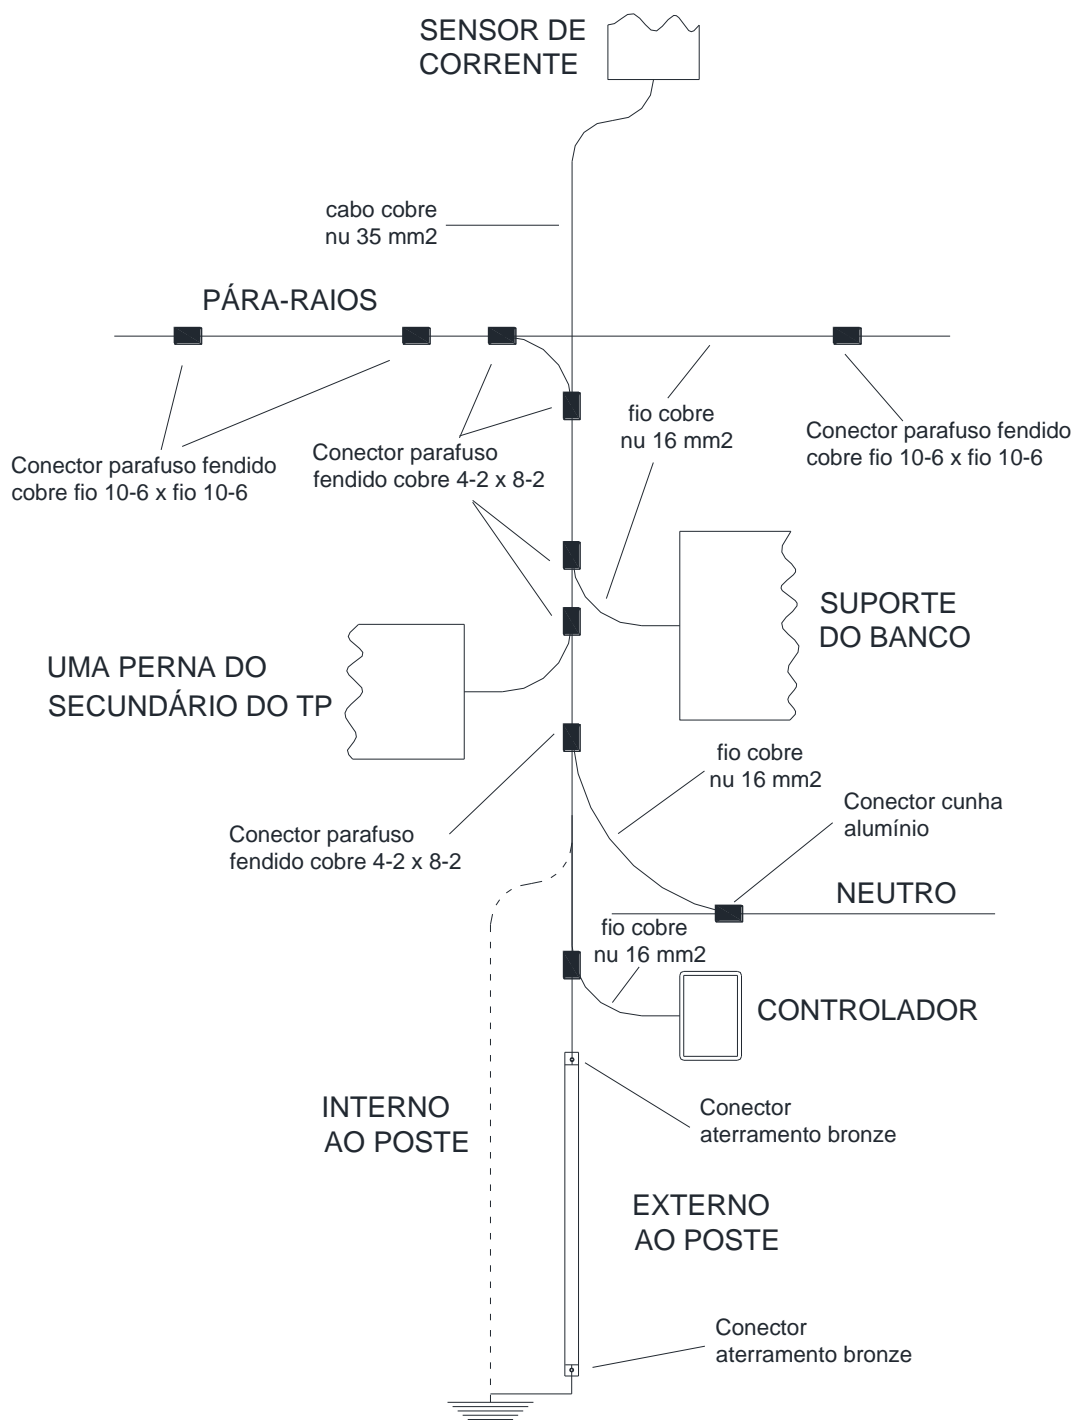 SENSOR DE
CORRENTE
cabo cobre
nu 35 mm2
PÁRA-RAIOS
fio cobre
nu 16 mm2
Conector parafuso fendido
cobre fio 10-6 x fio 10-6
Conector parafuso
fendido cobre 4-2 x 8-2
Conector parafuso fendido
cobre fio 10-6 x fio 10-6
SUPORTE
DO BANCO
UMA PERNA DO
SECUNDÁRIO DO TP
fio cobre
nu 16 mm2
Conector cunha
alumínio
Conector parafuso
fendido cobre 4-2 x 8-2
NEUTRO
fio cobre
nu 16 mm2
CONTROLADOR
INTERNO
AO POSTE
Conector
aterramento bronze
EXTERNO
AO POSTE
Conector
aterramento bronze